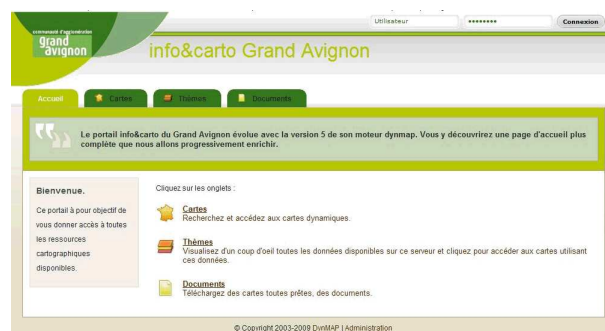 Utilisateur
••••••••
Connexion
communauté d'agglomération
grand
avignon
info&carto Grand Avignon
Accueil
Cartes
Thèmes
Documents
Le portail info&carto du Grand Avignon évolue avec la version 5 de son moteur dynmap. Vous y découvrirez une page d'accueil plus
complète que nous allons progressivement enrichir.
Bienvenue.
Ce portail à pour objectif de
vous donner accès à toutes
les ressources
cartographiques
disponibles.
Cliquez sur les onglets :
Cartes
Recherchez et accédez aux cartes dynamiques.
Thèmes
Visualisez d'un coup d'oeil toutes les données disponibles sur ce serveur et cliquez pour accéder aux cartes utilisant
ces données.
Documents
Téléchargez des cartes toutes prêtes, des documents.
© Copyright 2003-2009 DynMAP | Administration